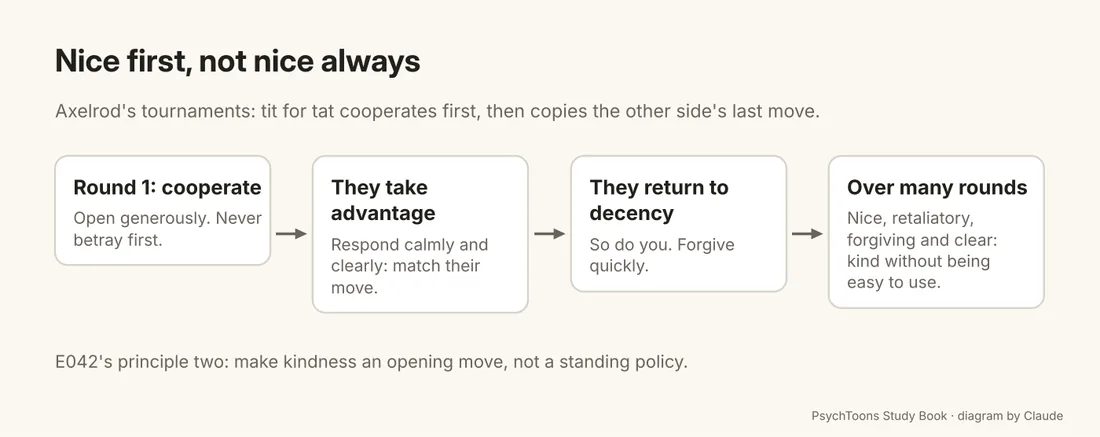 Nice first, not nice always
Axelrod's tournaments: tit for tat cooperates first, then copies the other side's last move.
Round 1: cooperate
Open generously. Never
betray first.
They take
advantage
Respond calmly and
clearly: match their
move.
They return to
decency
So do you. Forgive
quickly.
Over many rounds
Nice, retaliatory,
forgiving and clear:
kind without being
easy to use.
E042's principle two: make kindness an opening move, not a standing policy.
PsychToons Study Book · diagram by Claude